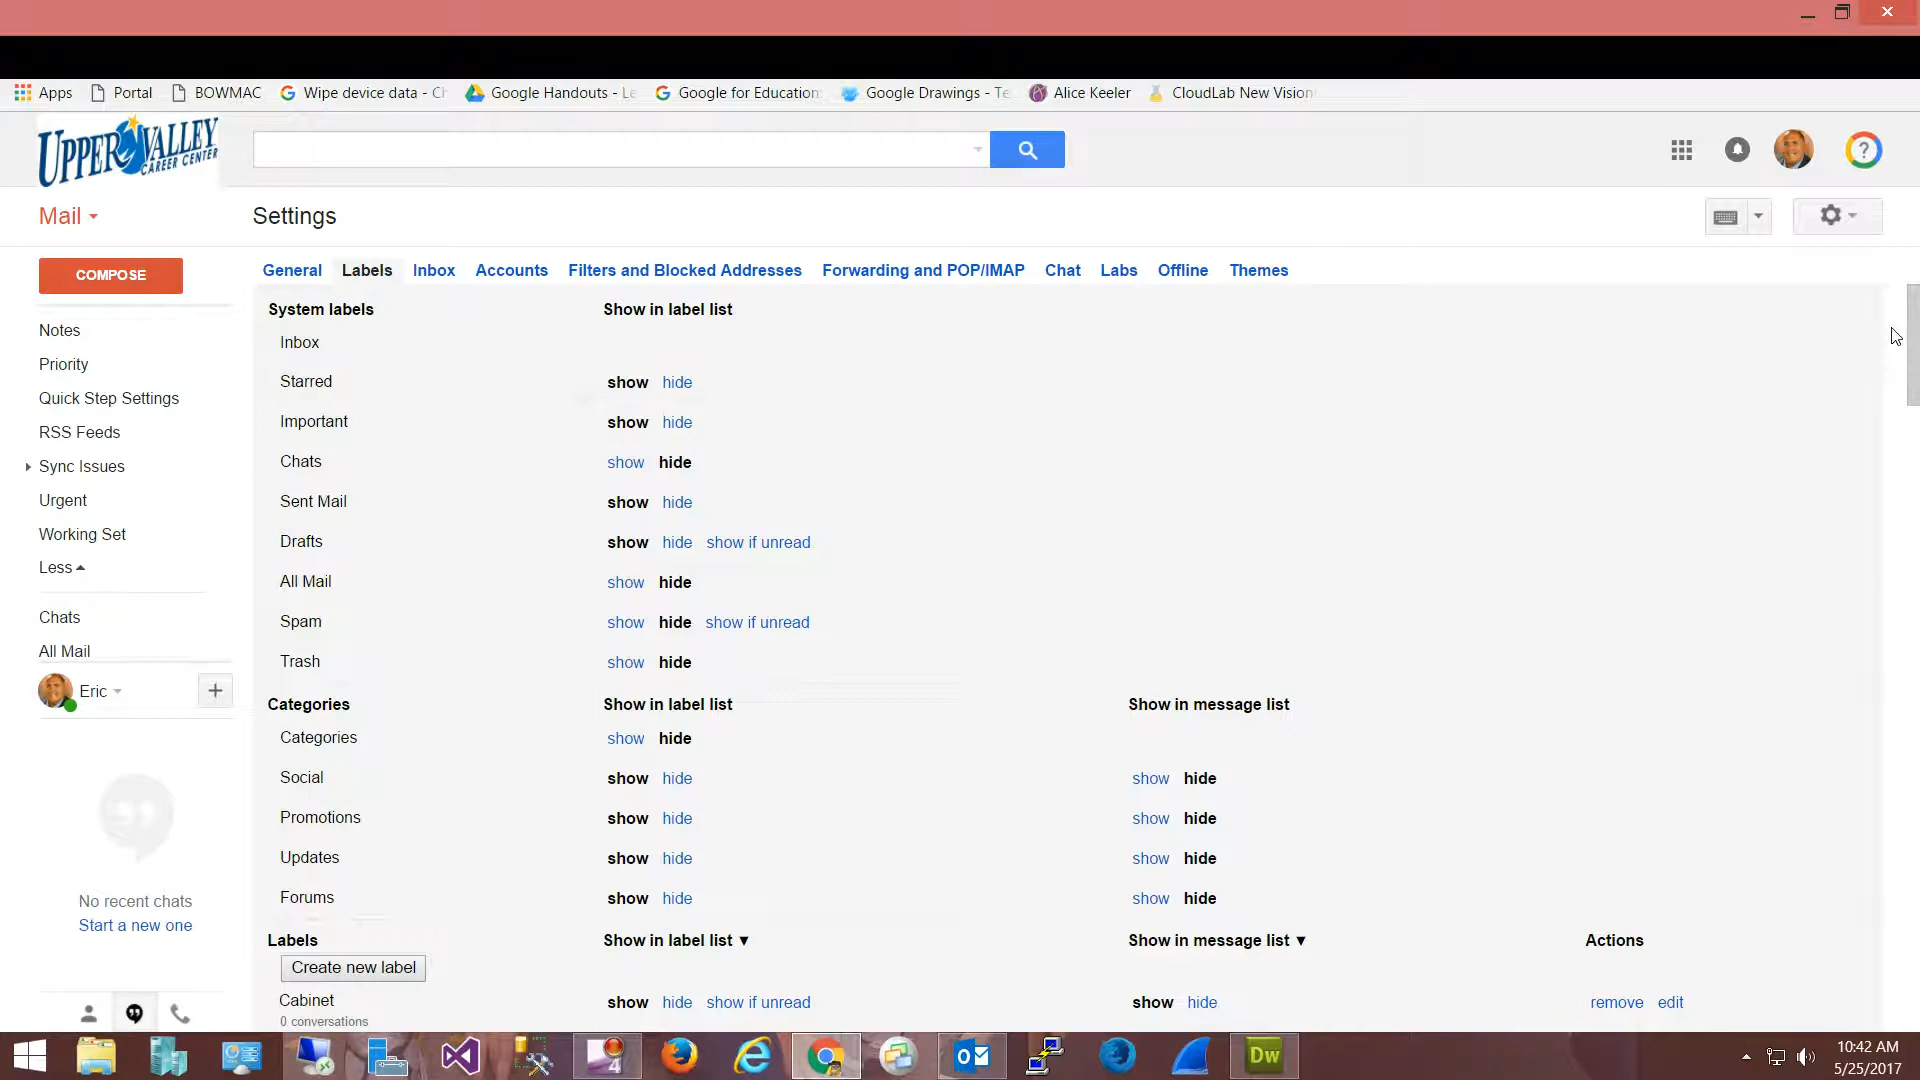 Apps Portal BOWMAC Wipe device data - Ch Google Handouts - Le Google for Education: Google Drawings - Te Alice Keeler CloudLab New Vision
UPPER VALLEY
CAREER CENTER
Mail
Settings
COMPOSE
General Labels Inbox Accounts Filters and Blocked Addresses Forwarding and POP/IMAP Chat Labs Offline Themes
Notes
Priority
Quick Step Settings
RSS Feeds
Sync Issues
Urgent
Working Set
Less
Chats
All Mail
Eric
No recent chats
Start a new one
System labels Show in label list
Inbox
Starred show hide
Important show hide
Chats show hide
Sent Mail show hide
Drafts show hide show if unread
All Mail show hide
Spam show hide show if unread
Trash show hide
Categories Show in label list Show in message list
Categories show hide
Social show hide show hide
Promotions show hide show hide
Updates show hide show hide
Forums show hide show hide
Labels Show in label list ▼ Show in message list ▼ Actions
Create new label
Cabinet show hide show if unread show hide remove edit
0 conversations
4
Dw
10:42 AM
5/25/2017